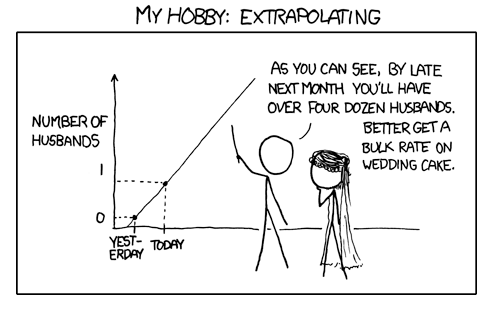 MY HOBBY: EXTRAPOLATING
AS YOU CAN SEE, BY LATE
NEXT MONTH YOU'LL HAVE
OVER FOUR DOZEN HUSBANDS.
BETTER GET A
BULK RATE ON
WEDDING CAKE.
NUMBER OF
HUSBANDS
1
0
YEST-
ERDAY
TODAY